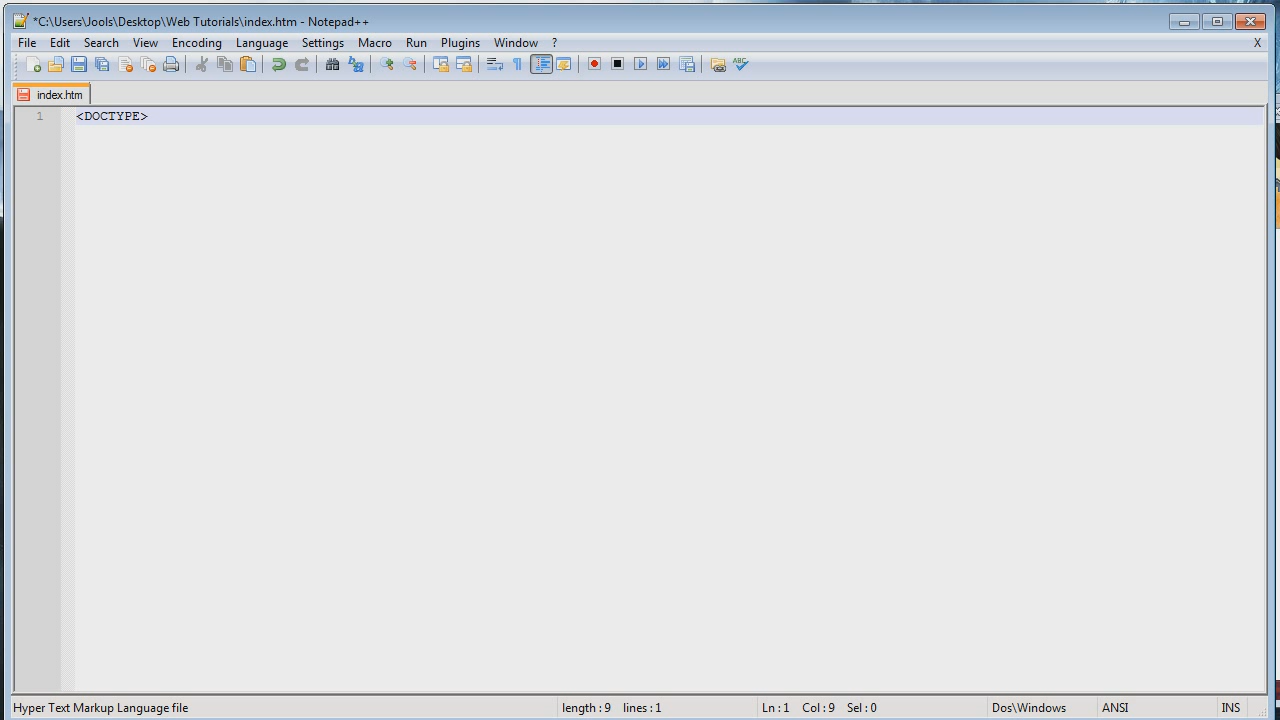 *C:\Users\Jools\Desktop\Web Tutorials\index.htm - Notepad++
File Edit Search View Encoding Language Settings Macro Run Plugins Window ? X
ABC
index.htm
1 <DOCTYPE>
Hyper Text Markup Language file length : 9 lines : 1 Ln : 1 Col : 9 Sel : 0 Dos\Windows ANSI INS